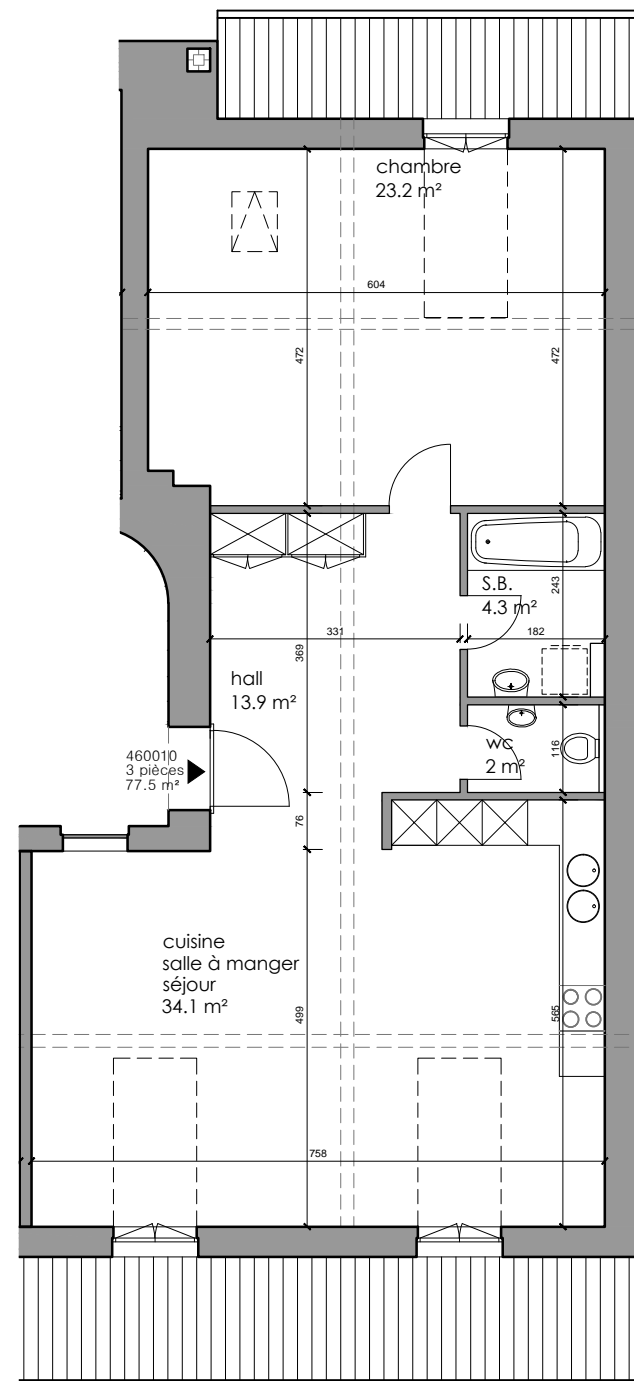 chambre
23.2 m²
604
472
472
S.B.
4.3 m²
243
331
182
369
hall
13.9 m²
wc
2 m²
116
460010
3 pièces
77.5 m²
76
cuisine
salle à manger
séjour
34.1 m²
499
565
758